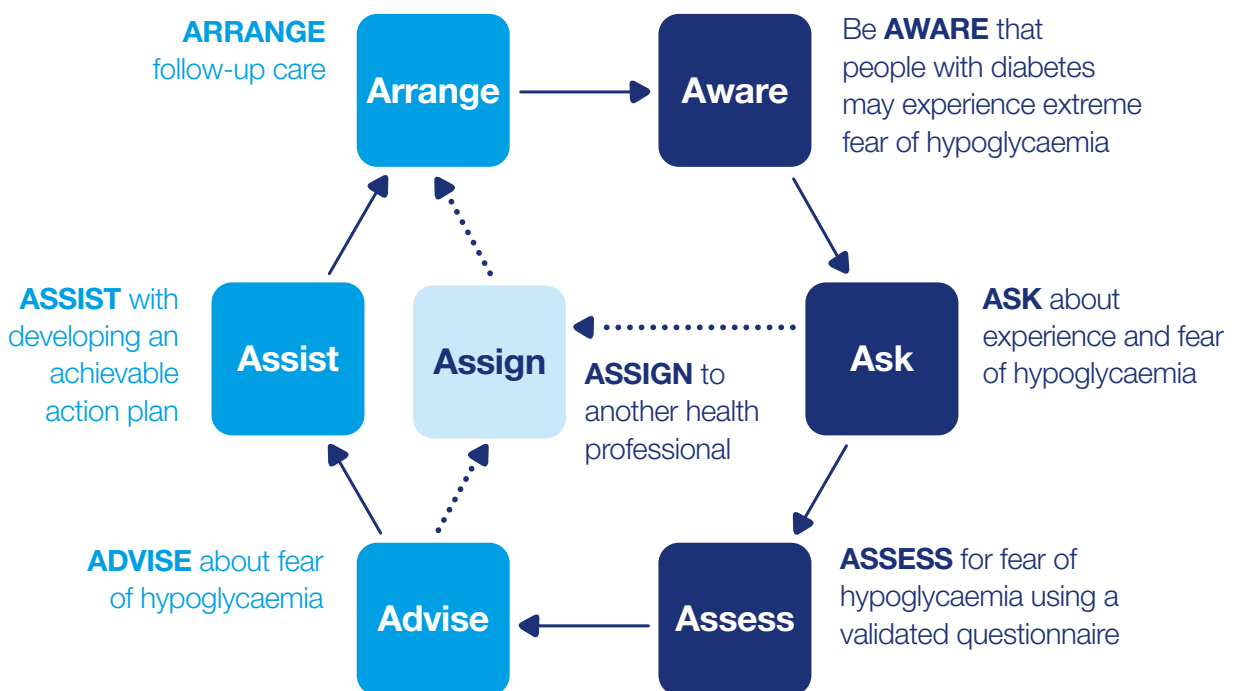 ARRANGE
follow-up care
Arrange
Aware
Be AWARE that
people with diabetes
may experience extreme
fear of hypoglycaemia
ASSIST with
developing an
achievable
action plan
Assist
Assign
ASSIGN to
another health
professional
Ask
ASK about
experience and fear
of hypoglycaemia
ADVISE about fear
of hypoglycaemia
Advise
Assess
ASSESS for fear of
hypoglycaemia using a
validated questionnaire